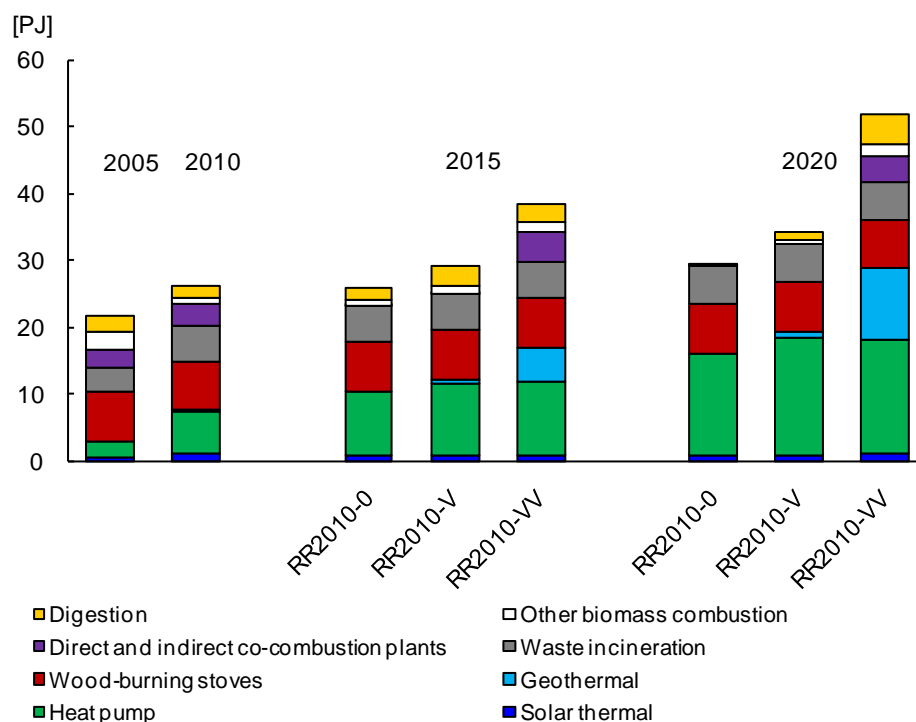 [PJ]
60
50
40
30
20
10
0
2005
2010
2015
2020
RR2010-0
RR2010-V
RR2010-VV
RR2010-0
RR2010-V
RR2010-VV
Digestion
Other biomass combustion
Direct and indirect co-combustion plants
Waste incineration
Wood-burning stoves
Geothermal
Heat pump
Solar thermal